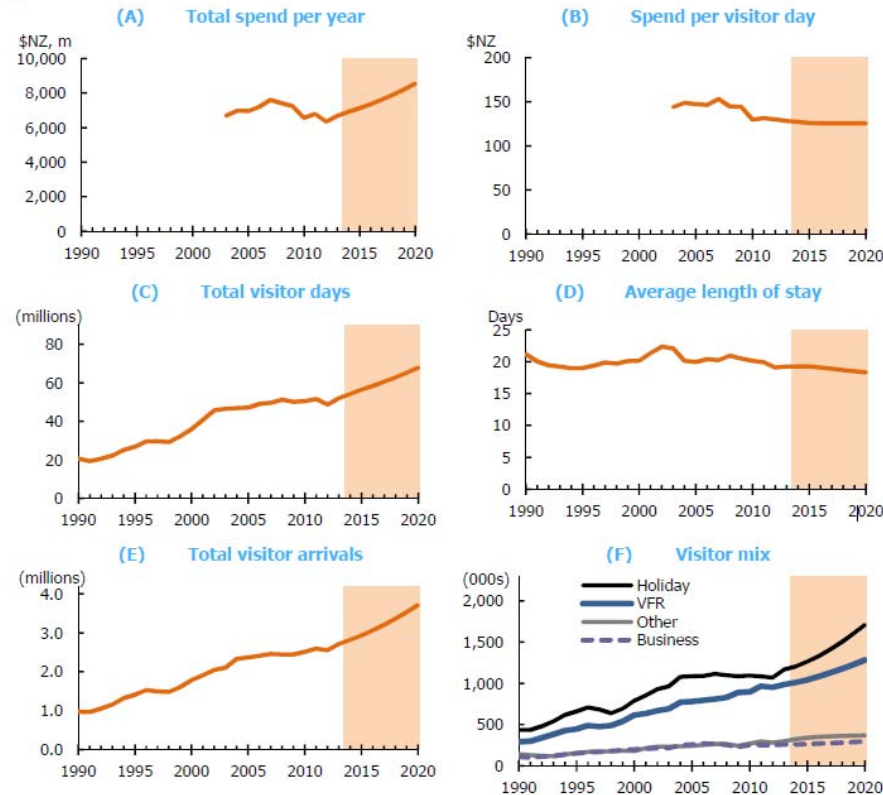 (A) Total spend per year
$NZ, m
10,000
8,000
6,000
4,000
2,000
0
1990 1995 2000 2005 2010 2015 2020
(B) Spend per visitor day
$NZ
200
150
100
50
0
1990 1995 2000 2005 2010 2015 2020
(C) Total visitor days
(millions)
80
60
40
20
0
1990 1995 2000 2005 2010 2015 2020
(D) Average length of stay
Days
25
20
15
10
5
0
1990 1995 2000 2005 2010 2015 2020
(E) Total visitor arrivals
(millions)
4.0
3.0
2.0
1.0
0.0
1990 1995 2000 2005 2010 2015 2020
(F) Visitor mix
(000s)
2,000
1,500
1,000
500
0
Holiday
VFR
Other
Business
1990 1995 2000 2005 2010 2015 2020